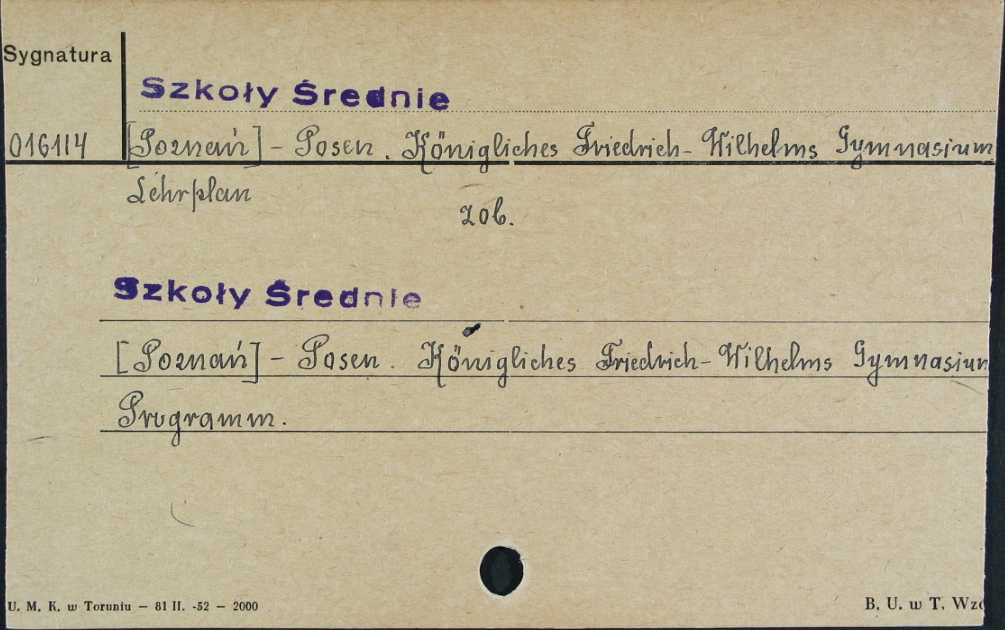 Sygnatura
Szkoły Średnie
016114 [Poznań] - Posen. Königliches Friedrich-Wilhelms Gymnasium
Lehrplan
zob.
Szkoły Średnie
[Poznań] - Posen. Königliches Friedrich-Wilhelms Gymnasium
Programm.
U. M. K. w Toruniu — 81 II. -52 — 2000
B. U. w T.